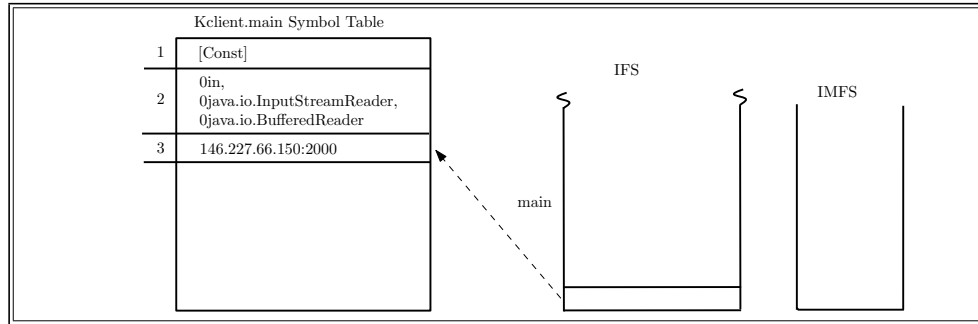 Kclient.main Symbol Table
1 [Const]
2 0in,
0java.io.InputStreamReader,
0java.io.BufferedReader
3 146.227.66.150:2000
IFS
main
IMFS